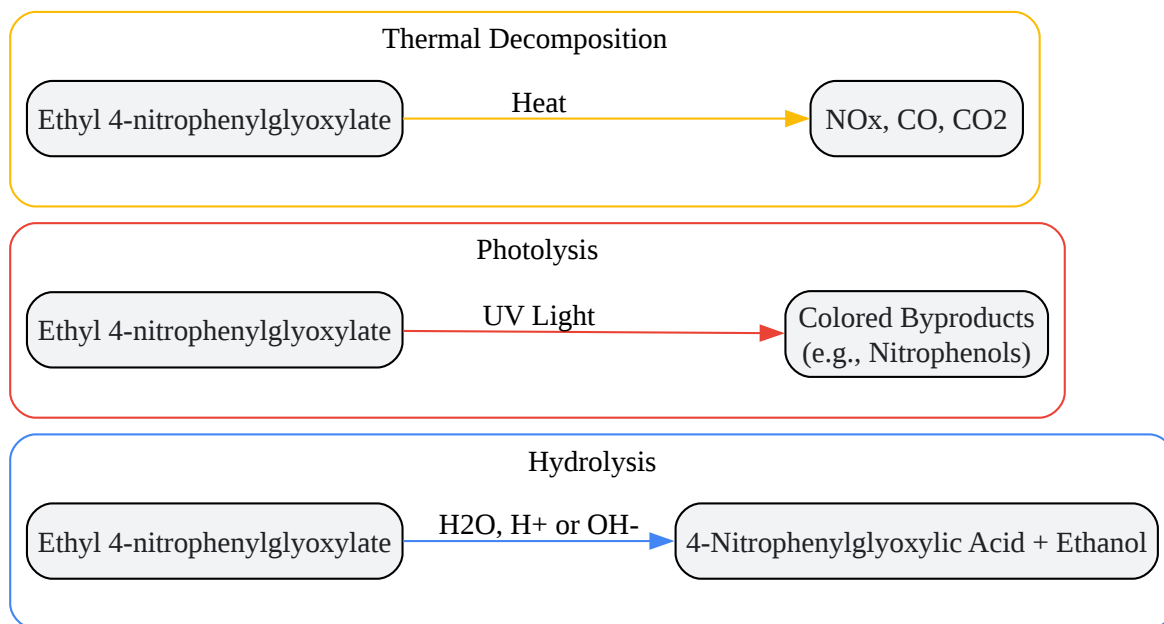 Thermal Decomposition
Ethyl 4-nitrophenylglyoxylate
Heat
NOx, CO, CO2
Photolysis
Ethyl 4-nitrophenylglyoxylate
UV Light
Colored Byproducts
(e.g., Nitrophenols)
Hydrolysis
Ethyl 4-nitrophenylglyoxylate
H2O, H+ or OH-
4-Nitrophenylglyoxylic Acid + Ethanol